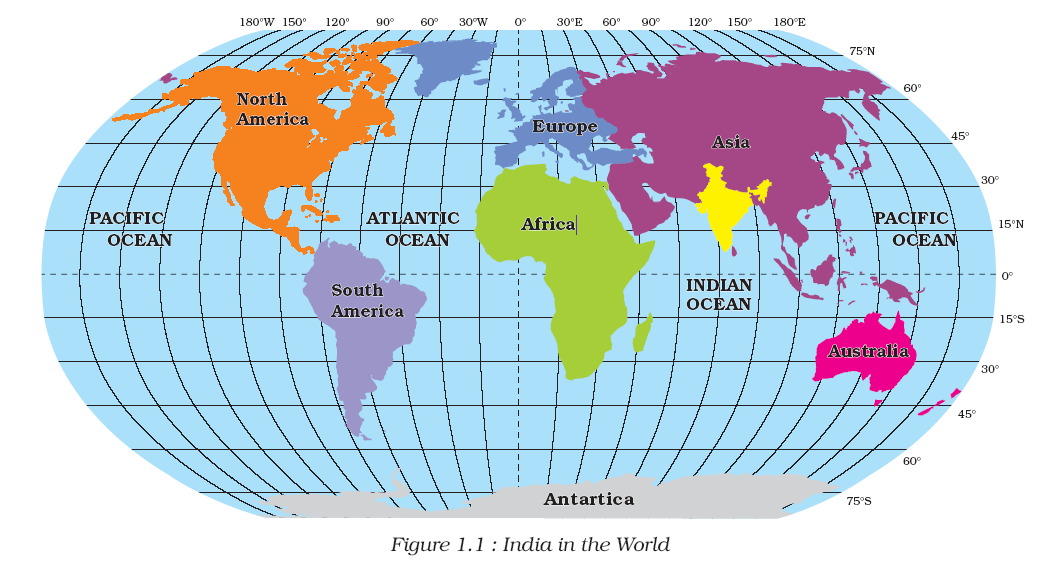 180°W 150° 120° 90° 60° 30°W 0° 30°E 60° 90° 120° 150° 180°E
75°N
60°
45°
30°
15°N
0°
15°S
30°
45°
60°
75°S
North
America
Europe
Asia
PACIFIC
OCEAN
ATLANTIC
OCEAN
Africa
PACIFIC
OCEAN
INDIAN
OCEAN
South
America
Australia
Antartica
Figure 1.1 : India in the World